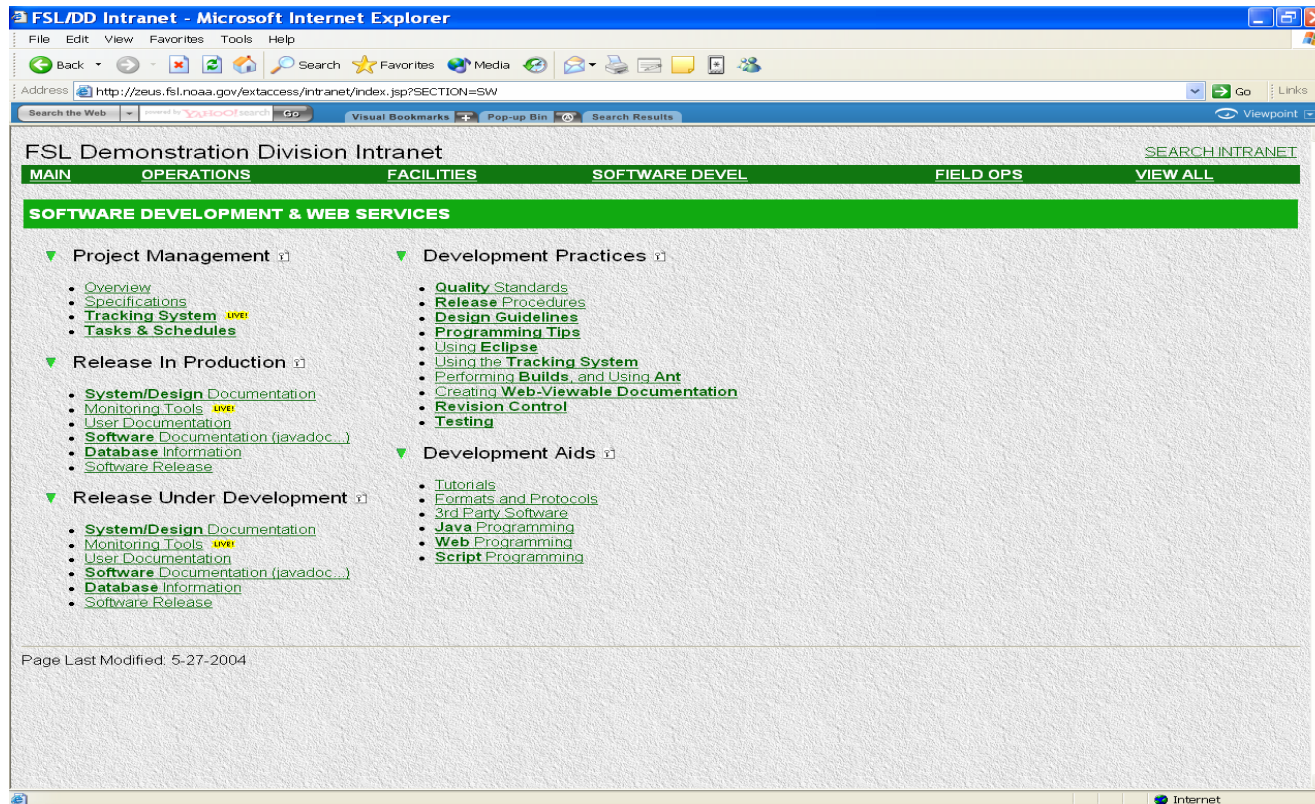 FSL/DD Intranet - Microsoft Internet Explorer
File Edit View Favorites Tools Help
Back Search Favorites Media
Address http://zeus.fsl.noaa.gov/extaccess/intranet/index.jsp?SECTION=SW Go Links
Search the Web powered by YAHOO! search Go Visual Bookmarks Pop-up Bin Search Results Viewpoint
FSL Demonstration Division Intranet
SEARCH INTRANET
MAIN OPERATIONS FACILITIES SOFTWARE DEVEL FIELD OPS VIEW ALL
SOFTWARE DEVELOPMENT & WEB SERVICES
Project Management
Overview
Specifications
Tracking System LIVE!
Tasks & Schedules
Release In Production
System/Design Documentation
Monitoring Tools LIVE!
User Documentation
Software Documentation (javadoc...)
Database Information
Software Release
Release Under Development
System/Design Documentation
Monitoring Tools LIVE!
User Documentation
Software Documentation (javadoc...)
Database Information
Software Release
Development Practices
Quality Standards
Release Procedures
Design Guidelines
Programming Tips
Using Eclipse
Using the Tracking System
Performing Builds, and Using Ant
Creating Web-Viewable Documentation
Revision Control
Testing
Development Aids
Tutorials
Formats and Protocols
3rd Party Software
Java Programming
Web Programming
Script Programming
Page Last Modified: 5-27-2004
Internet